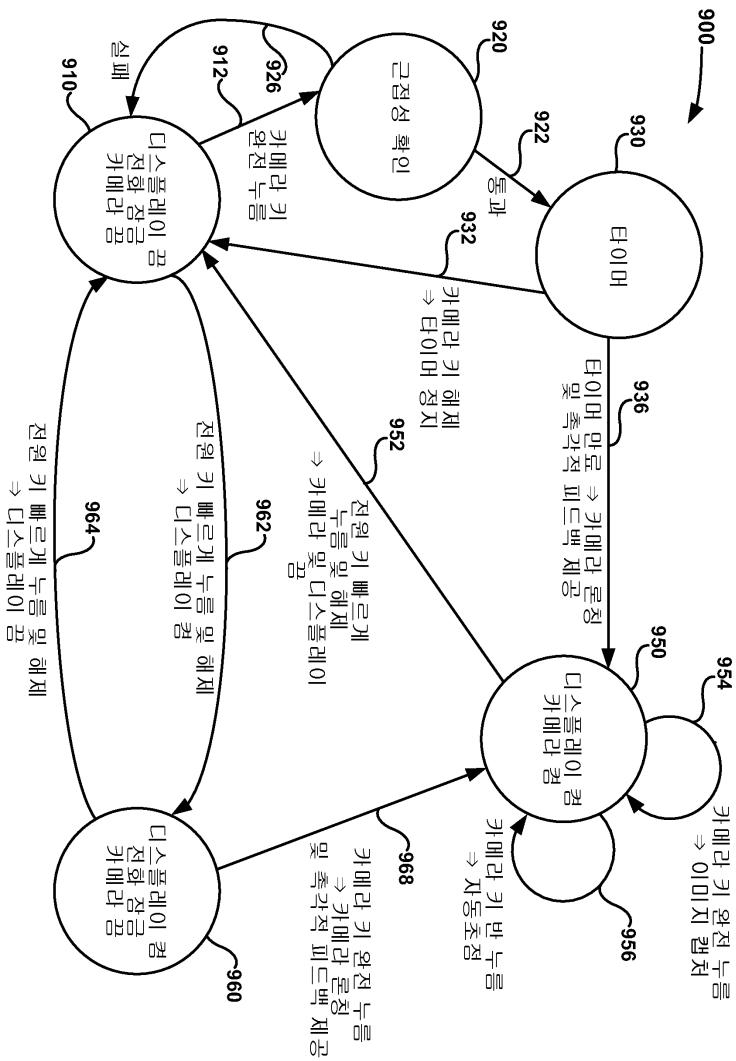 900
910
디스플레이 끔
전화 잠금
카메라 끔
912
카메라 키
완전 누름
920
근접성 확인
922
통과
926
실패
930
타이머
932
카메라 키 해제
⇒ 타이머 정지
936
타이머 만료 ⇒ 카메라 론칭
및 촉각적 피드백 제공
950
디스플레이 켬
카메라 켬
952
전원 키 빠르게
누름 및 해제
⇒ 카메라 및 디스플레이
끔
954
카메라 키 완전 누름
⇒ 이미지 캡처
956
카메라 키 반 누름
⇒ 자동초점
960
디스플레이 켬
전화 잠금
카메라 끔
962
전원 키 빠르게 누름 및 해제
⇒ 디스플레이 켬
964
전원 키 빠르게 누름 및 해제
⇒ 디스플레이 끔
968
카메라 키 완전 누름
⇒ 카메라 론칭
및 촉각적 피드백 제공